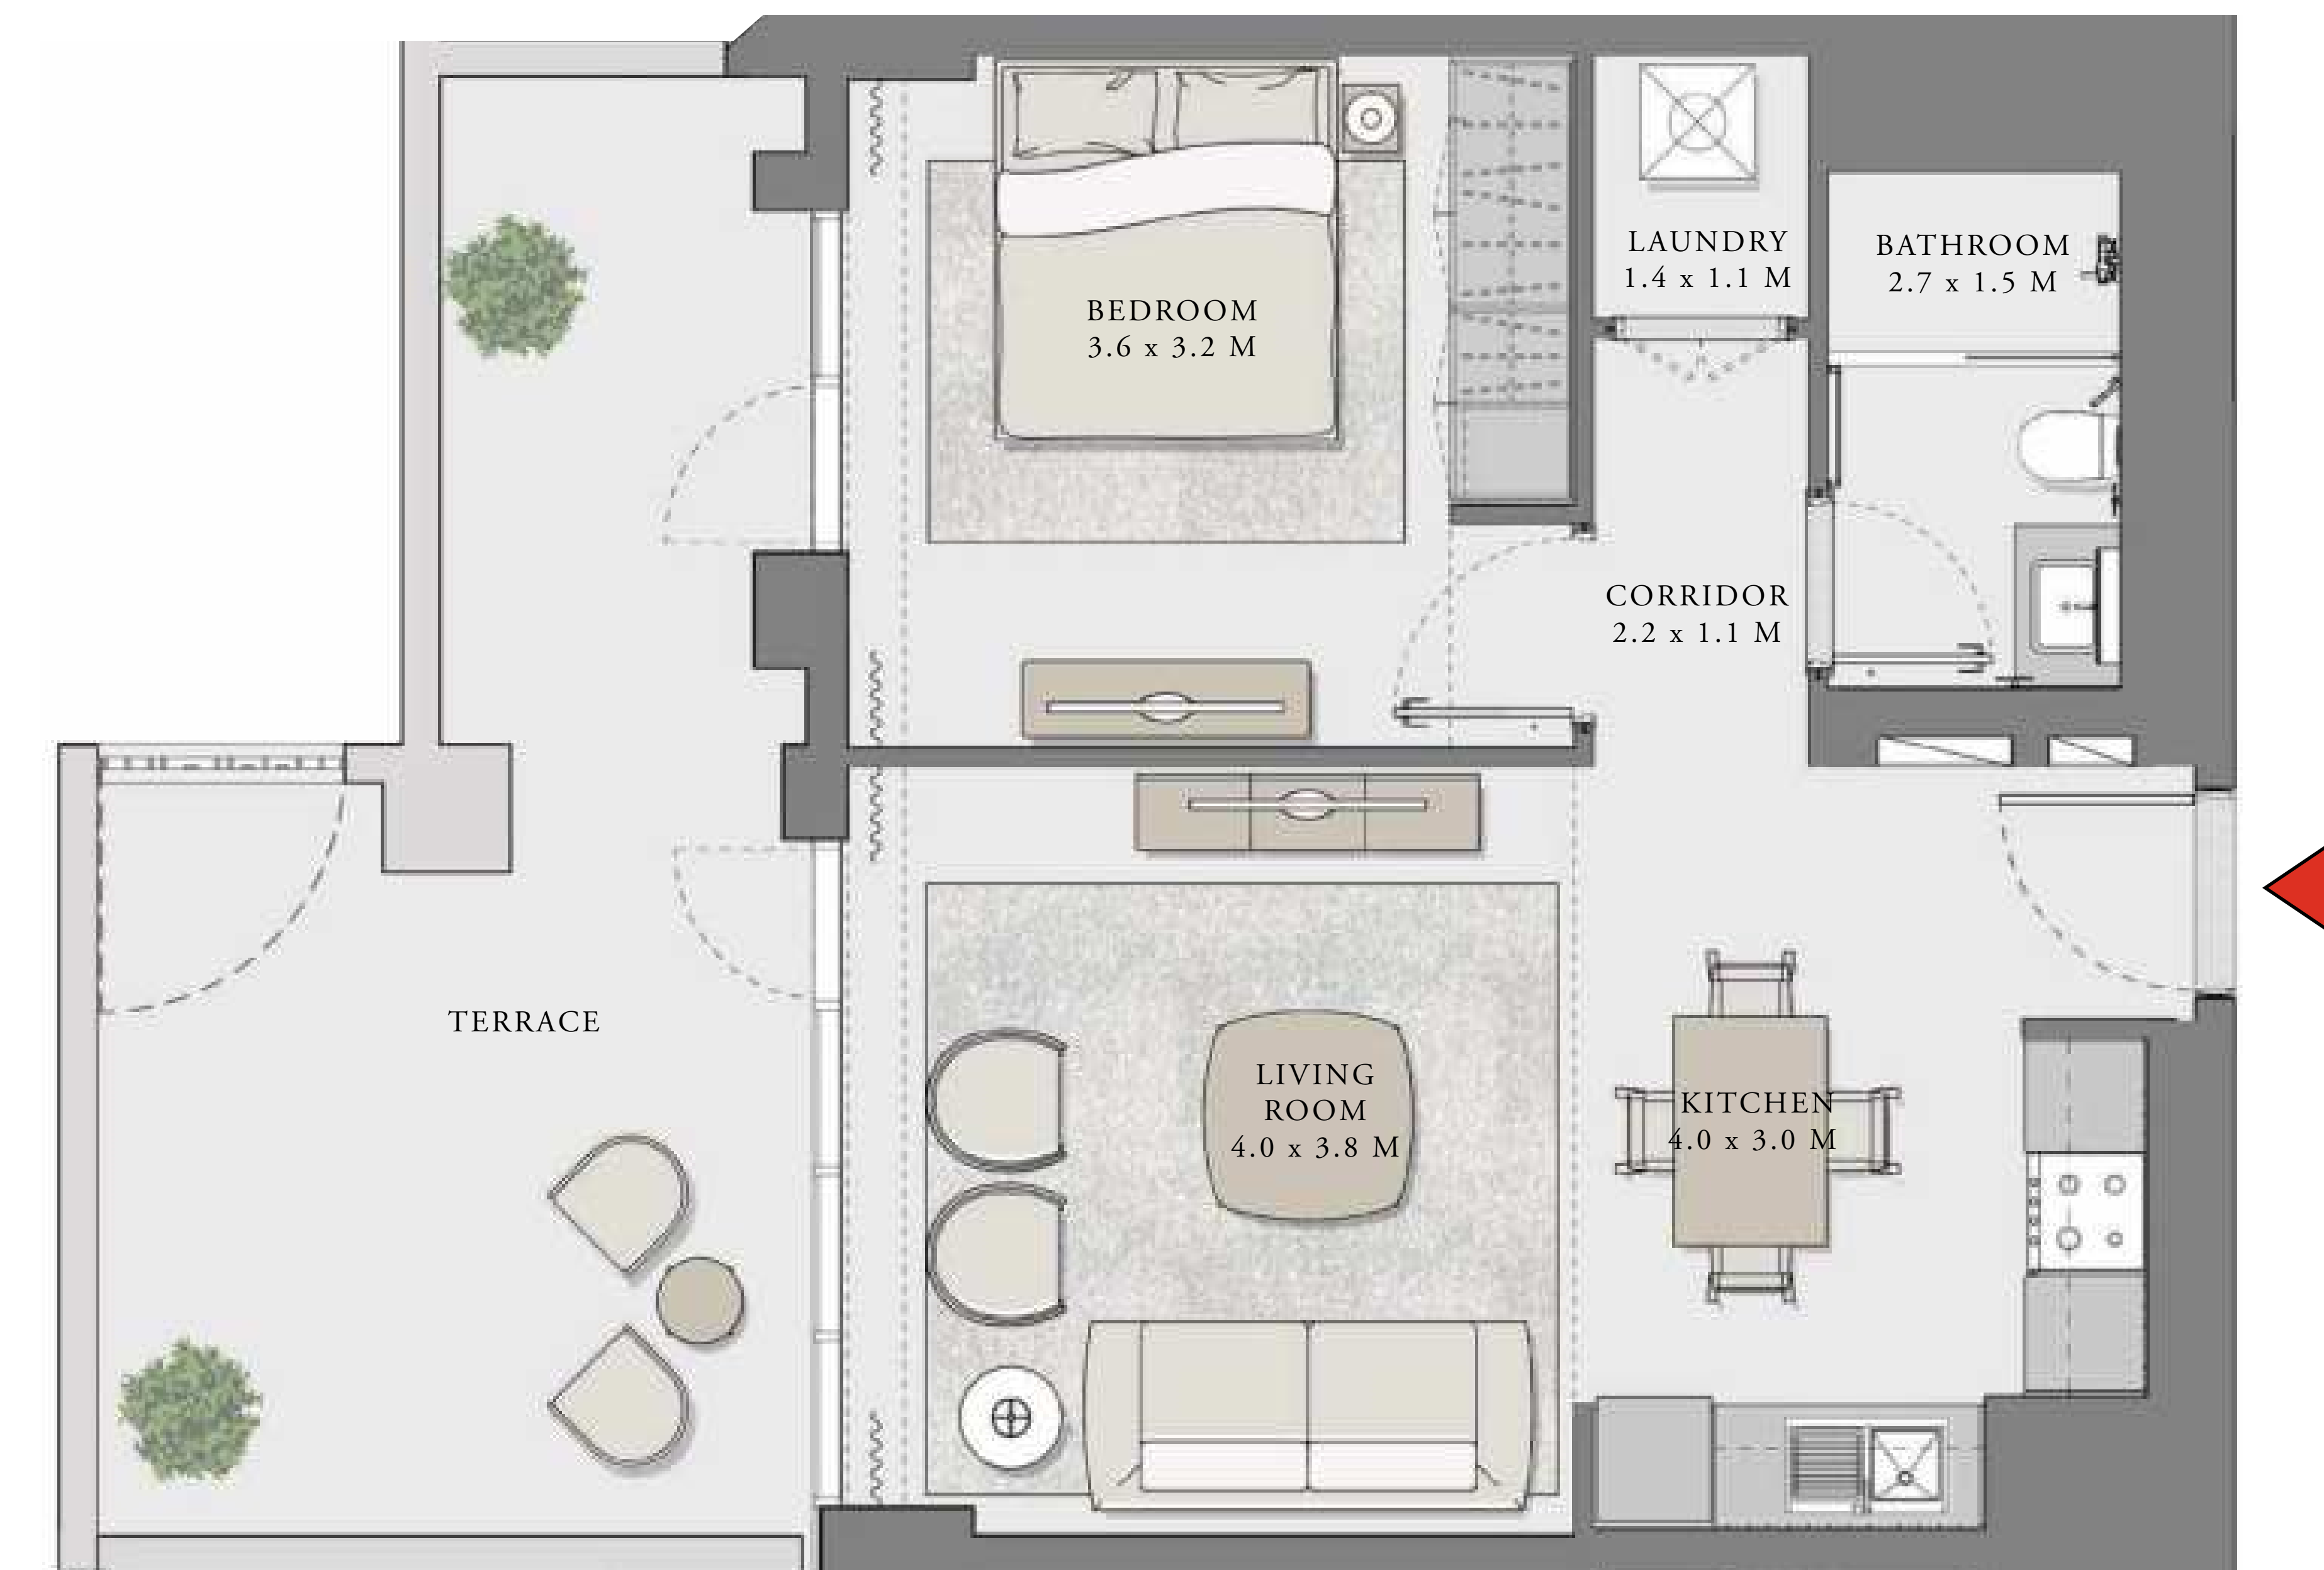 LAUNDRY
1.4 x 1.1 M
BATHROOM
2.7 x 1.5 M
BEDROOM
3.6 x 3.2 M
CORRIDOR
2.2 x 1.1 M
TERRACE
LIVING
ROOM
4.0 x 3.8 M
KITCHEN
4.0 x 3.0 M